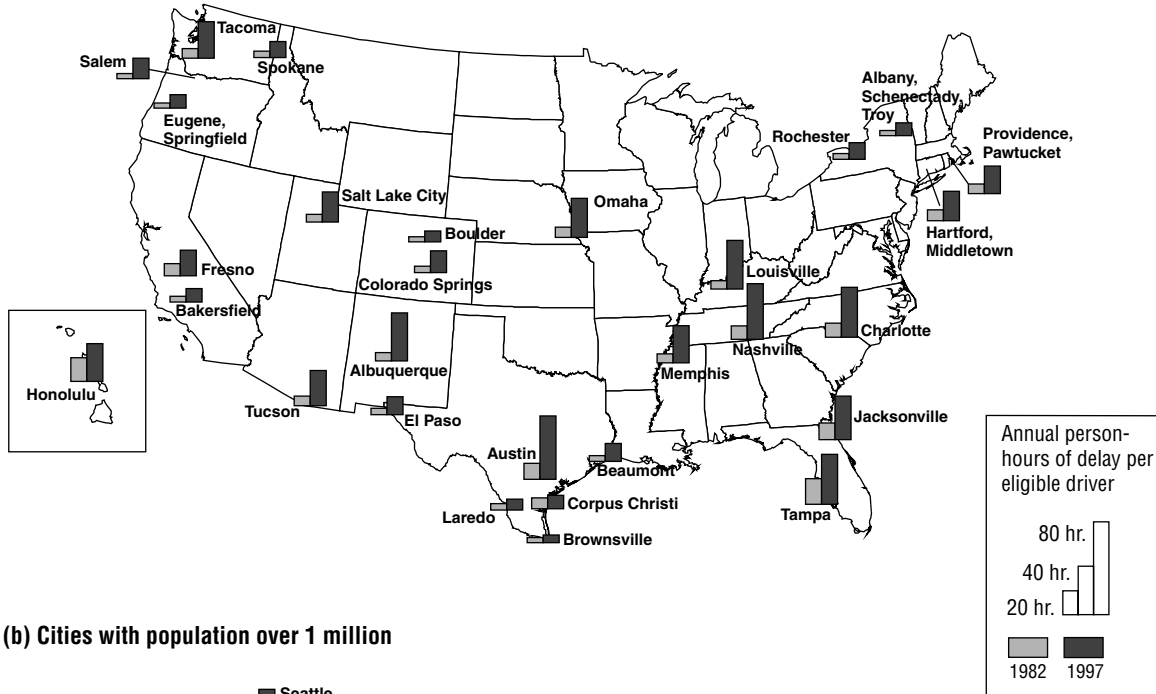 Tacoma
Salem
Spokane
Eugene,
Springfield
Albany,
Schenectady,
Troy
Rochester
Providence,
Pawtucket
Salt Lake City
Omaha
Boulder
Hartford,
Middletown
Fresno
Colorado Springs
Louisville
Bakersfield
Charlotte
Nashville
Albuquerque
Memphis
Honolulu
Tucson
El Paso
Jacksonville
Austin
Beaumont
Corpus Christi
Laredo
Tampa
Brownsville
Annual person-
hours of delay per
eligible driver
80 hr.
40 hr.
20 hr.
1982 1997
(b) Cities with population over 1 million
Seattle